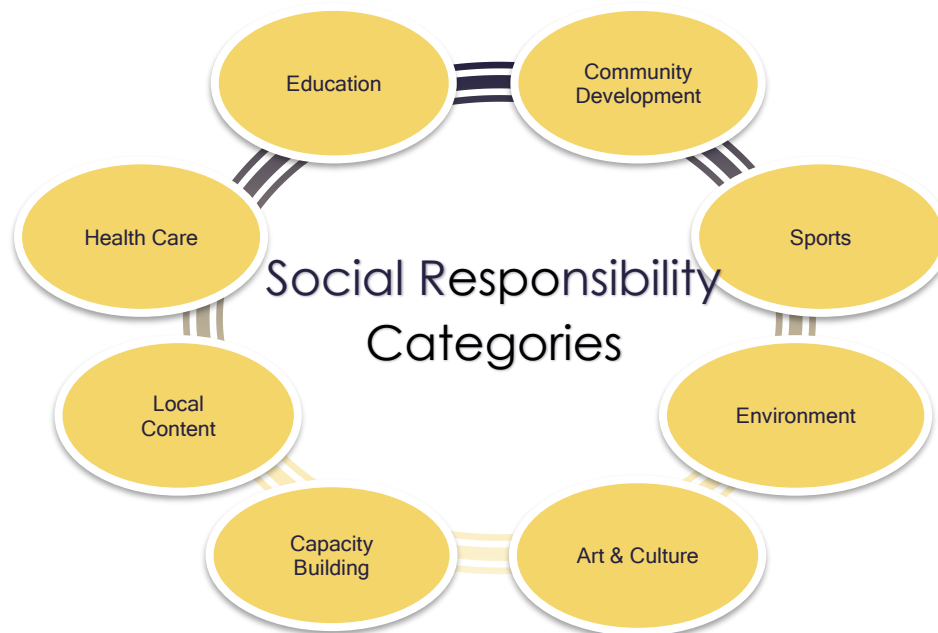 Education
Community
Development
Health Care
Sports
Social Responsibility
Categories
Local
Content
Environment
Capacity
Building
Art & Culture